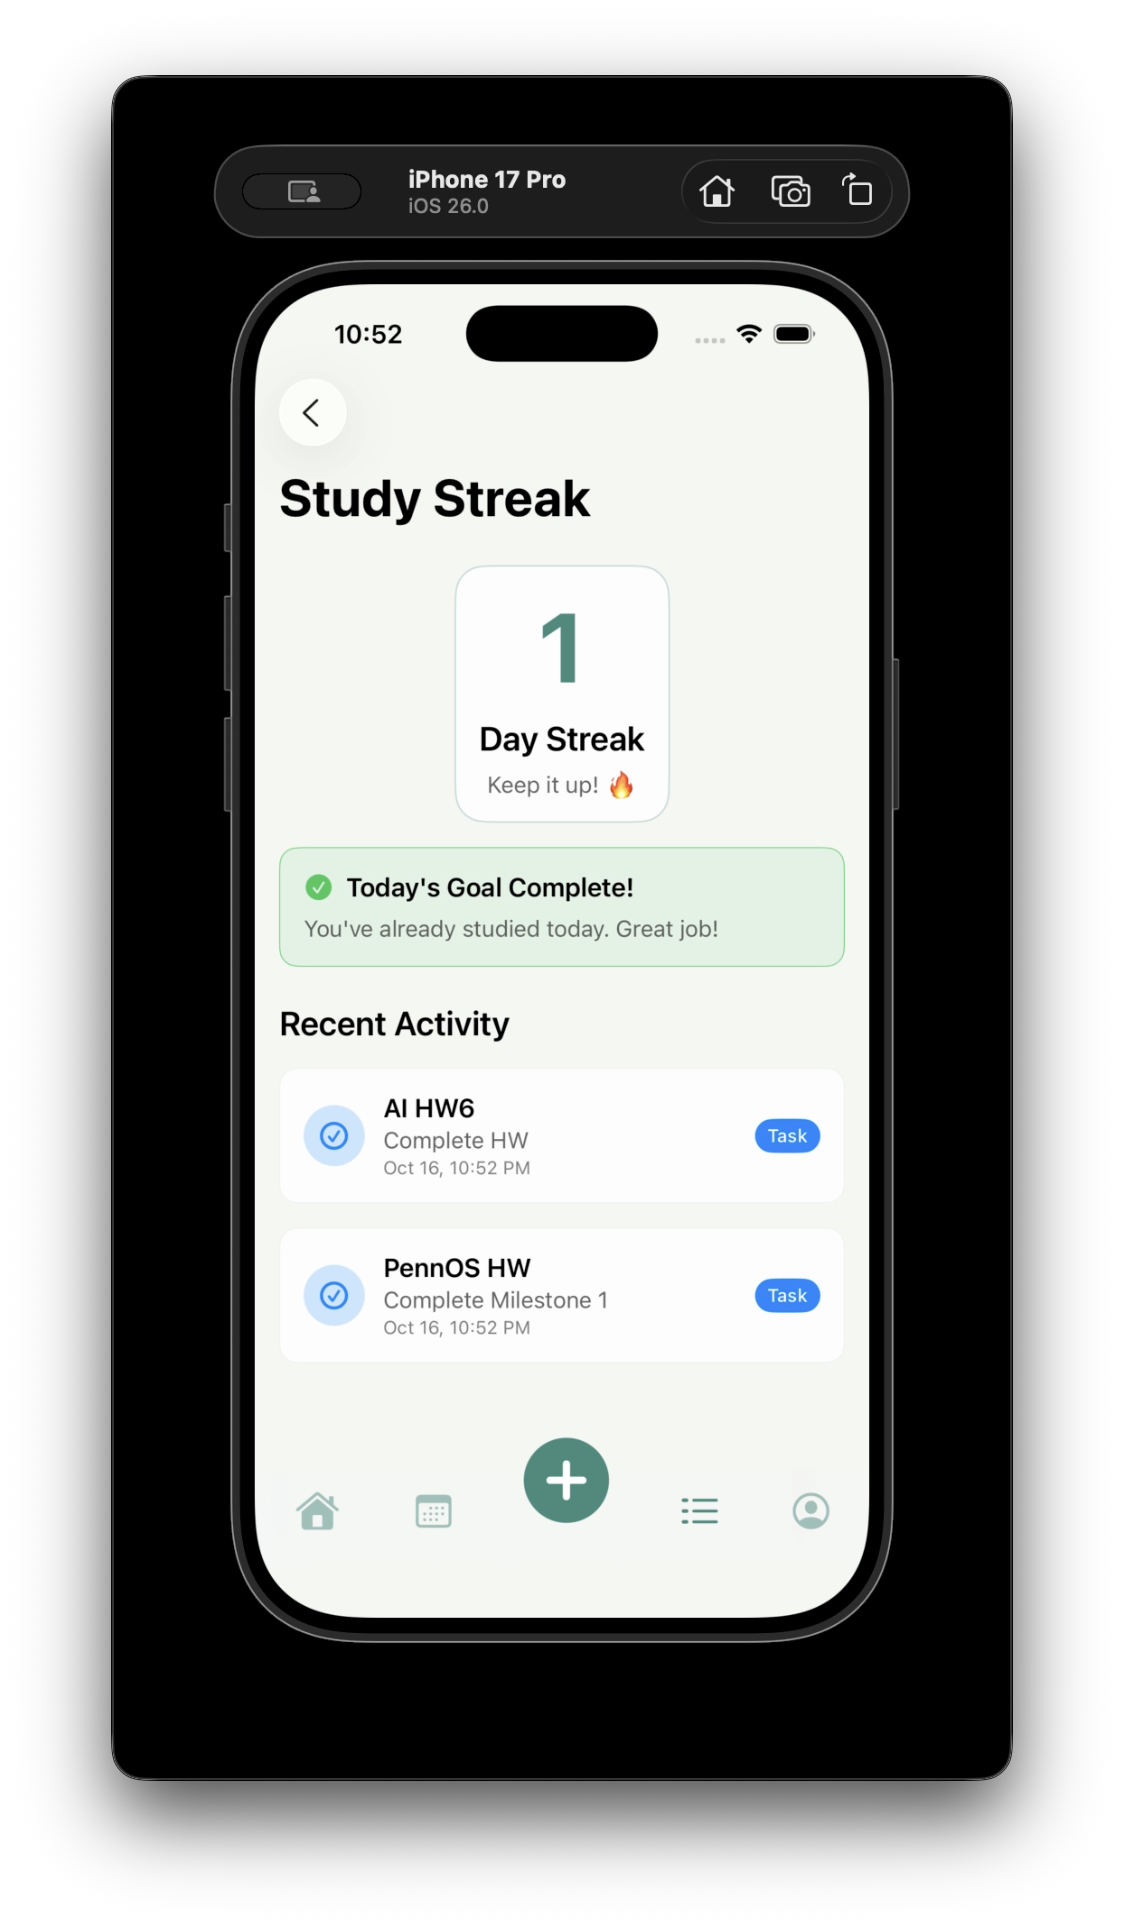 iPhone 17 Pro
iOS 26.0
10:52
Study Streak
1
Day Streak
Keep it up! 🔥
Today's Goal Complete!
You've already studied today. Great job!
Recent Activity
AI HW6
Complete HW
Oct 16, 10:52 PM
Task
PennOS HW
Complete Milestone 1
Oct 16, 10:52 PM
Task